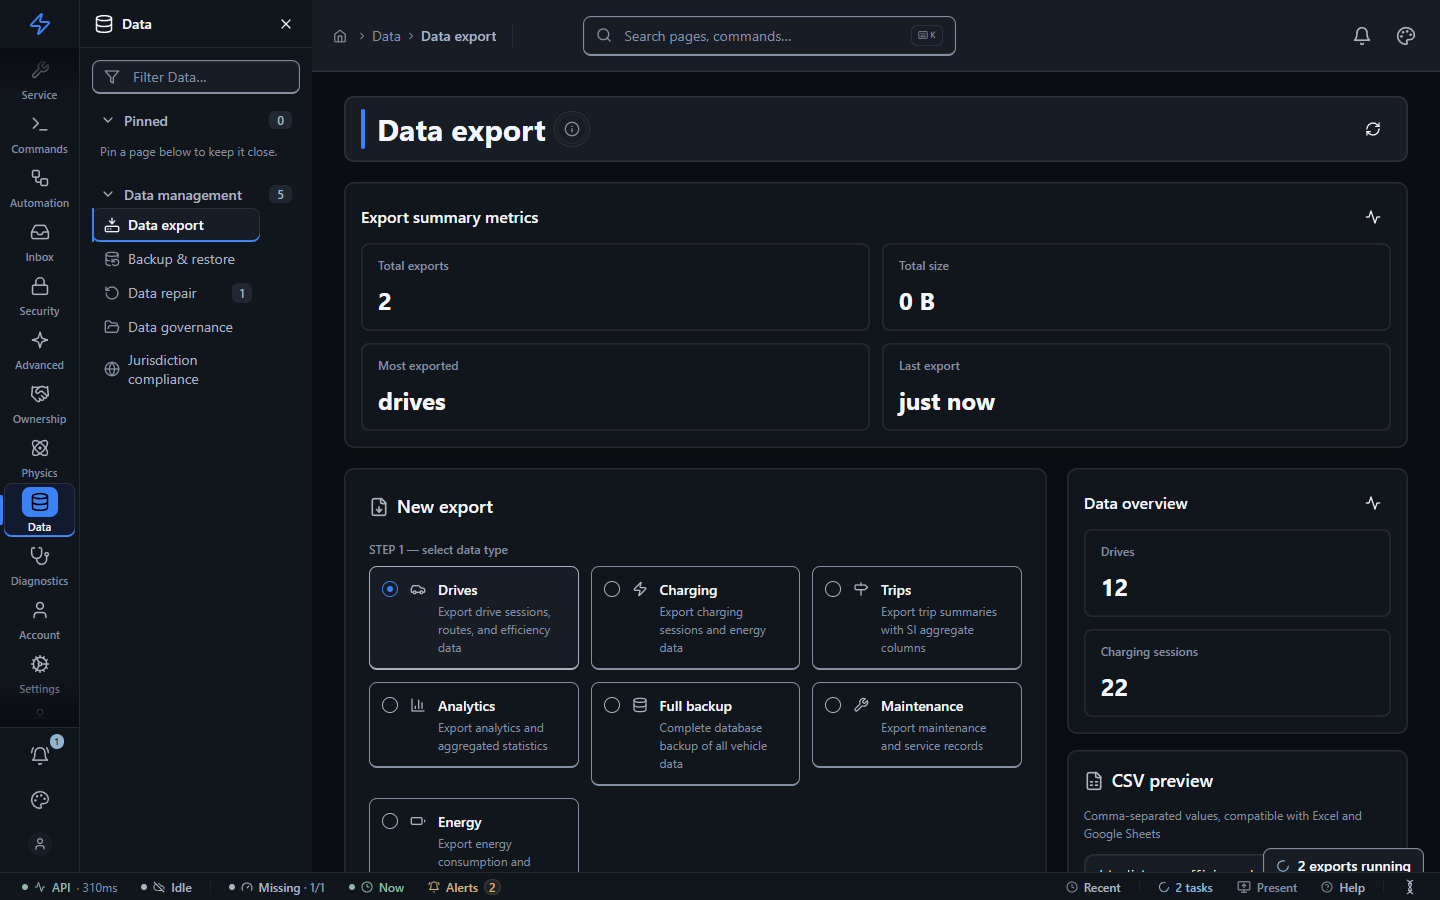 Data
Service
Commands
Automation
Inbox
Security
Advanced
Ownership
Physics
Data
Diagnostics
Account
Settings
1
Filter Data...
Pinned 0
Pin a page below to keep it close.
Data management 5
Data export
Backup & restore
Data repair 1
Data governance
Jurisdiction
compliance
Data
Data export
Search pages, commands...
K
Data export
Export summary metrics
Total exports
2
Total size
0 B
Most exported
drives
Last export
just now
New export
STEP 1 — select data type
Drives
Export drive sessions,
routes, and efficiency
data
Charging
Export charging
sessions and energy
data
Trips
Export trip summaries
with SI aggregate
columns
Analytics
Export analytics and
aggregated statistics
Full backup
Complete database
backup of all vehicle
data
Maintenance
Export maintenance
and service records
Energy
Export energy
consumption and
Data overview
Drives
12
Charging sessions
22
CSV preview
Comma-separated values, compatible with Excel and
Google Sheets
2 exports running
API · 310ms
Idle
Missing · 1/1
Now
Alerts 2
Recent
2 tasks
Present
Help